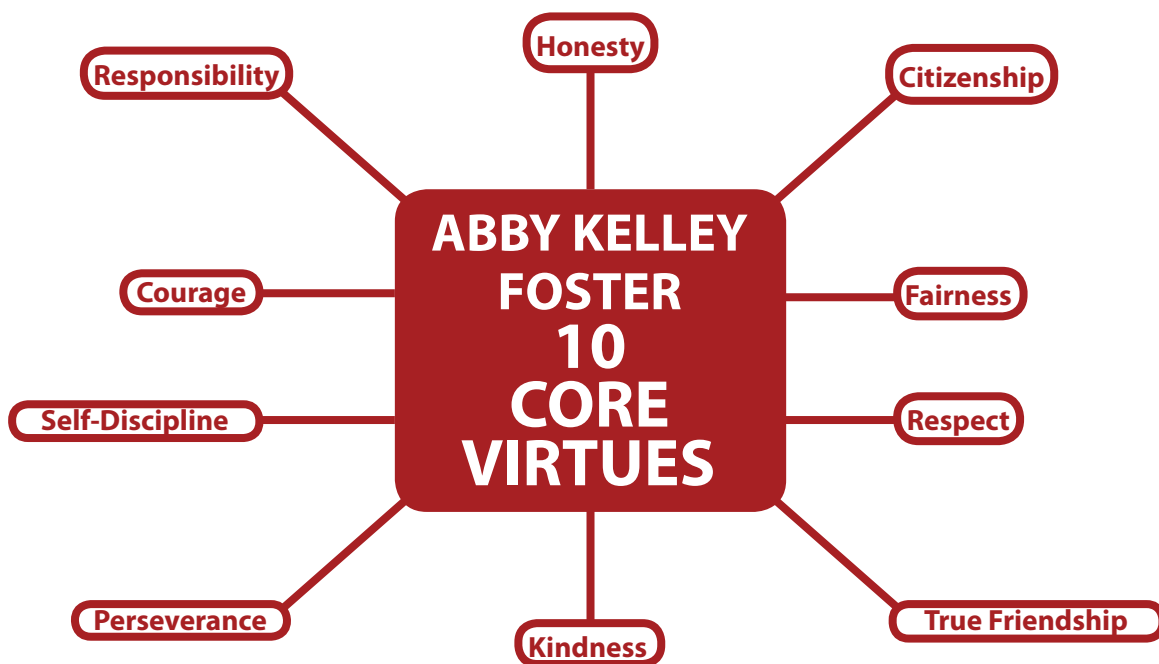 Honesty
Responsibility
Citizenship
ABBY KELLEY
FOSTER
10
CORE
VIRTUES
Courage
Fairness
Self-Discipline
Respect
Perseverance
True Friendship
Kindness